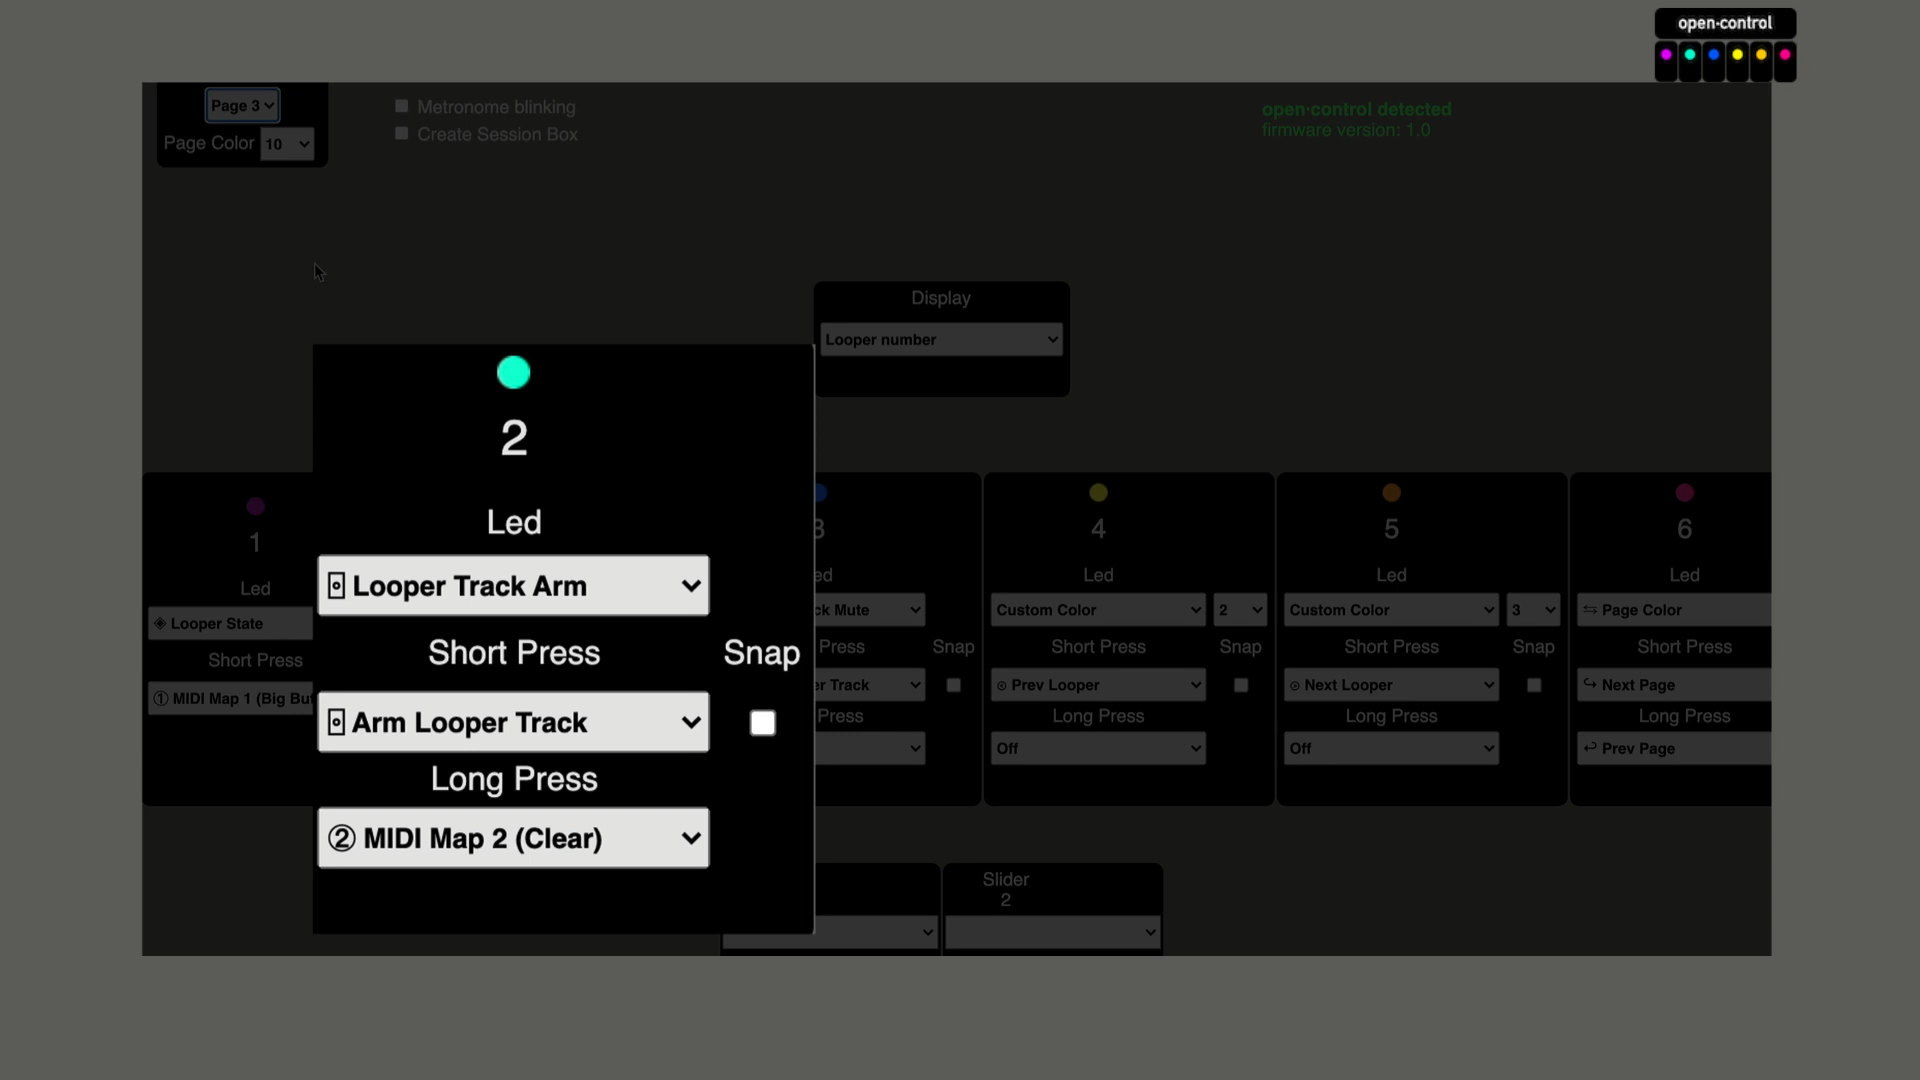 open·control
Page 3
Page Color 10
Metronome blinking
Create Session Box
open·control detected
firmware version: 1.0
Display
Looper number
1
Led
◈ Looper State
Short Press
① MIDI Map 1 (Big Bu
2
Led
Looper Track Arm
Short Press
Snap
Arm Looper Track
Long Press
② MIDI Map 2 (Clear)
3
ed
ck Mute
Press
Snap
er Track
Press
4
Led
Custom Color
2
Short Press
Snap
Prev Looper
Long Press
Off
5
Led
Custom Color
3
Short Press
Snap
Next Looper
Long Press
Off
6
Led
⇆ Page Color
Short Press
Next Page
Long Press
Prev Page
Slider
2